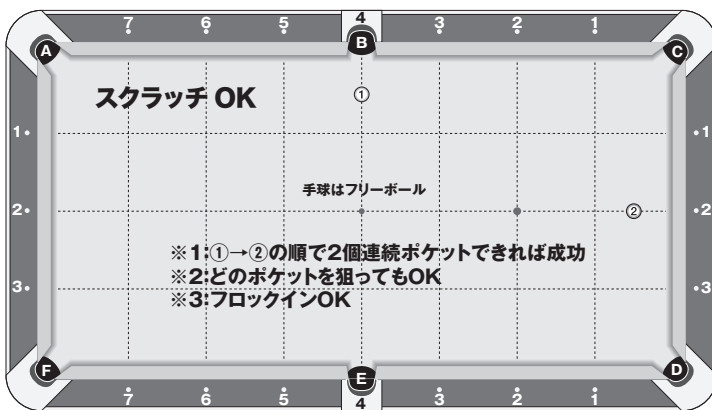 7 6 5 4 3 2 1
A B C
スクラッチ OK
①
1 1
手球はフリーボール
2 ② 2
※1:①→②の順で2個連続ポケットできれば成功
※2:どのポケットを狙ってもOK
※3:フロックインOK
3 3
F E D
7 6 5 4 3 2 1